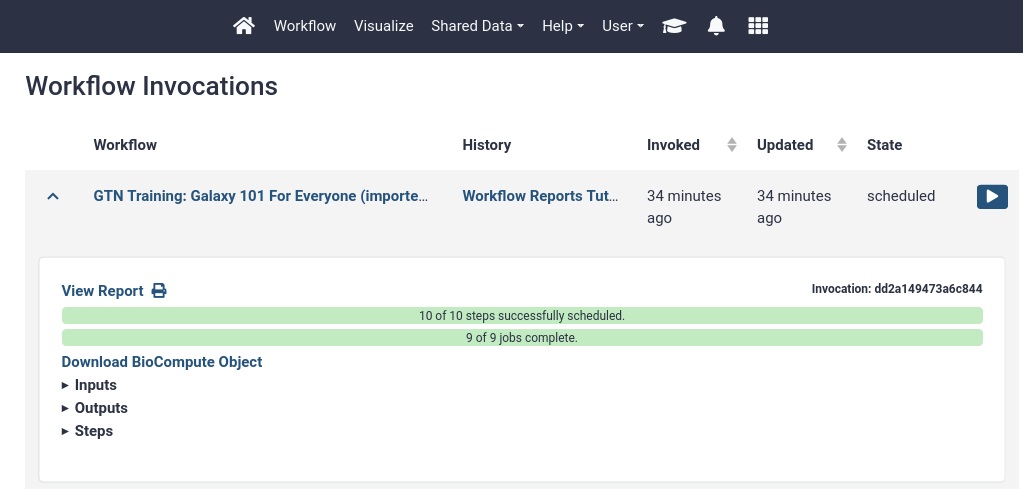 Workflow Visualize Shared Data Help User
Workflow Invocations
Workflow History Invoked Updated State
GTN Training: Galaxy 101 For Everyone (importe… Workflow Reports Tut… 34 minutes ago 34 minutes ago scheduled
View Report Invocation: dd2a149473a6c844
10 of 10 steps successfully scheduled.
9 of 9 jobs complete.
Download BioCompute Object
Inputs
Outputs
Steps